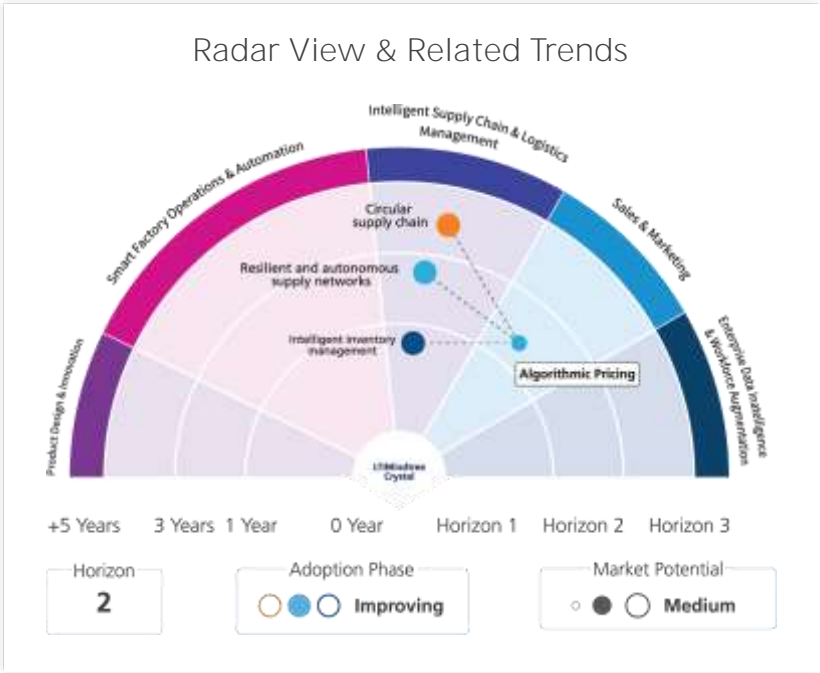 Radar View & Related Trends
Intelligent Supply Chain & Logistics
Management
Smart Factory Operations & Automation
Sales & Marketing
Product Design & Innovation
Enterprise Data Inatelligence
& Workforce Augmentation
Circular
supply chain
Resilient and autonomous
supply networks
Intelligent inventory
management
Algorithmic Pricing
LTIMindtree
Crystal
+5 Years 3 Years 1 Year 0 Year Horizon 1 Horizon 2 Horizon 3
Horizon
2
Adoption Phase
Improving
Market Potential
Medium